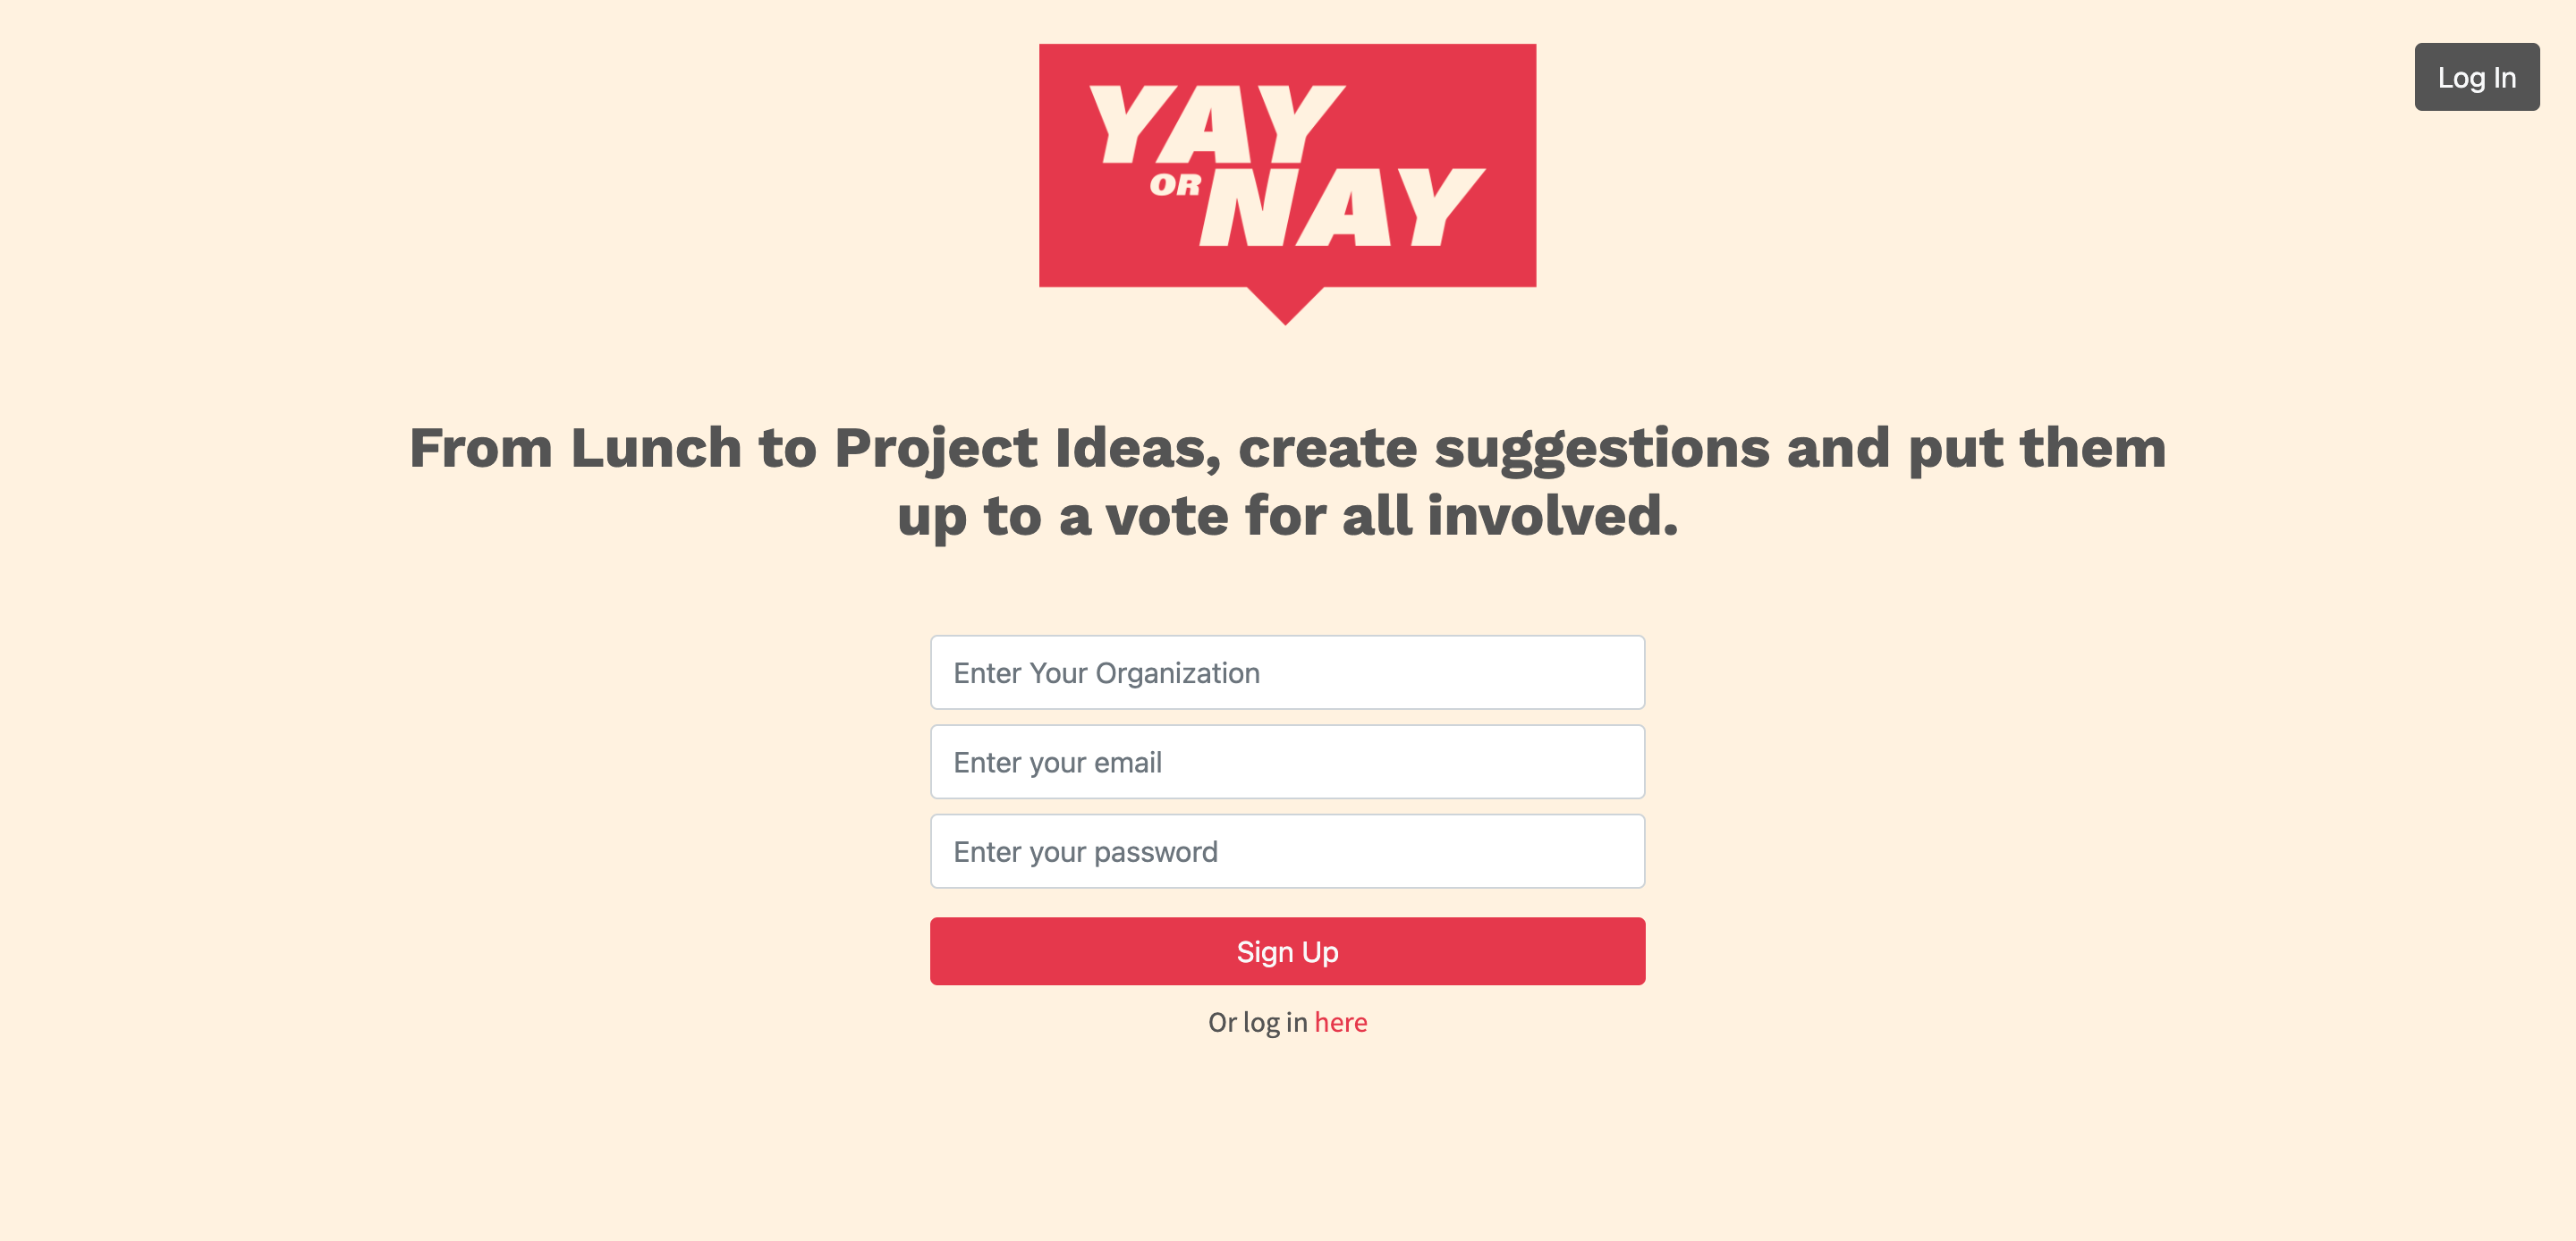 YAY
OR NAY
Log In
From Lunch to Project Ideas, create suggestions and put them
up to a vote for all involved.
Enter Your Organization
Enter your email
Enter your password
Sign Up
Or log in here